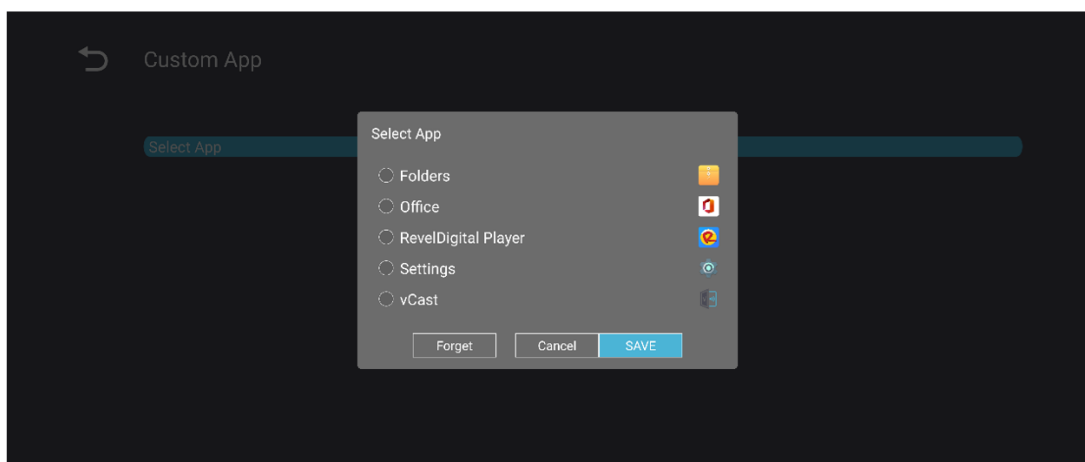 Custom App
Select App
Select App
Folders
Office
RevelDigital Player
Settings
vCast
Forget Cancel SAVE